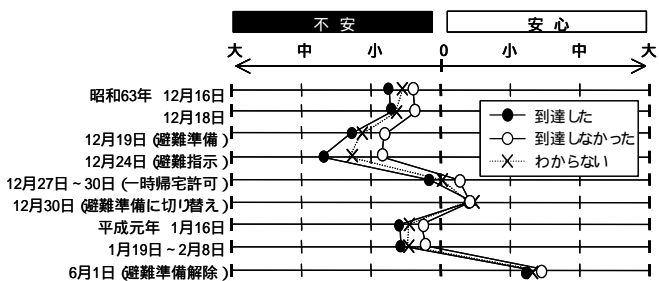 不安 安心
大 中 小 0 小 中 大
昭和63年 12月16日
12月18日
12月19日(避難準備)
12月24日(避難指示)
12月27日~30日(一時帰宅許可)
12月30日(避難準備に切り替え)
平成元年 1月16日
1月19日~2月8日
6月1日(避難準備解除)
到達した
到達しなかった
わからない